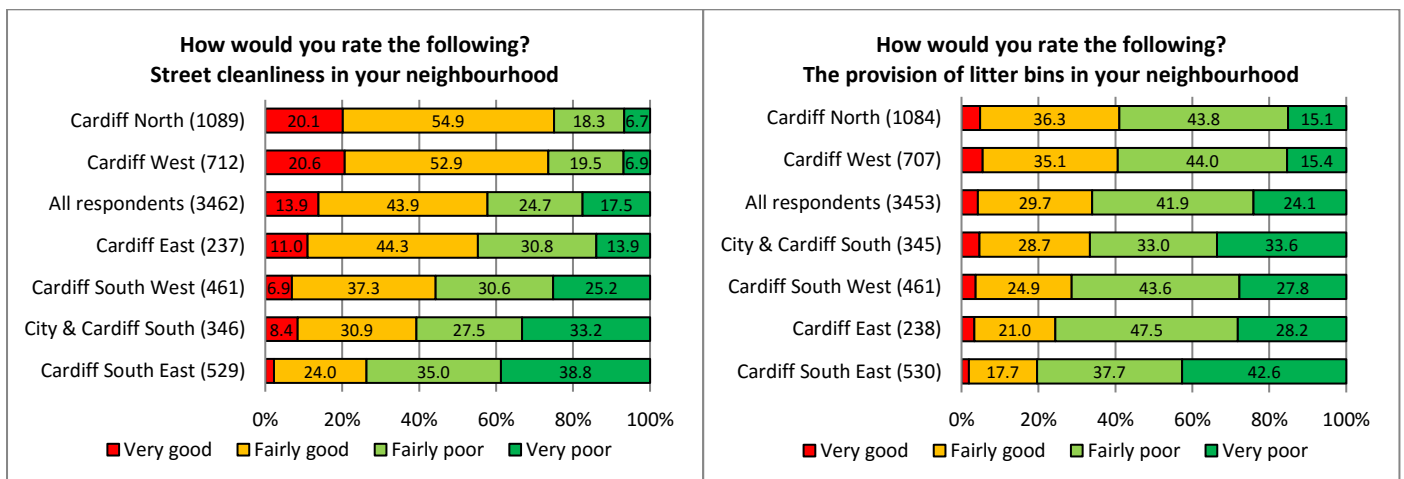 How would you rate the following?
Street cleanliness in your neighbourhood
Cardiff North (1089) 20.1 54.9 18.3 6.7
Cardiff West (712) 20.6 52.9 19.5 6.9
All respondents (3462) 13.9 43.9 24.7 17.5
Cardiff East (237) 11.0 44.3 30.8 13.9
Cardiff South West (461) 6.9 37.3 30.6 25.2
City & Cardiff South (346) 8.4 30.9 27.5 33.2
Cardiff South East (529) 24.0 35.0 38.8
0% 20% 40% 60% 80% 100%
Very good Fairly good Fairly poor Very poor
How would you rate the following?
The provision of litter bins in your neighbourhood
Cardiff North (1084) 36.3 43.8 15.1
Cardiff West (707) 35.1 44.0 15.4
All respondents (3453) 29.7 41.9 24.1
City & Cardiff South (345) 28.7 33.0 33.6
Cardiff South West (461) 24.9 43.6 27.8
Cardiff East (238) 21.0 47.5 28.2
Cardiff South East (530) 17.7 37.7 42.6
0% 20% 40% 60% 80% 100%
Very good Fairly good Fairly poor Very poor